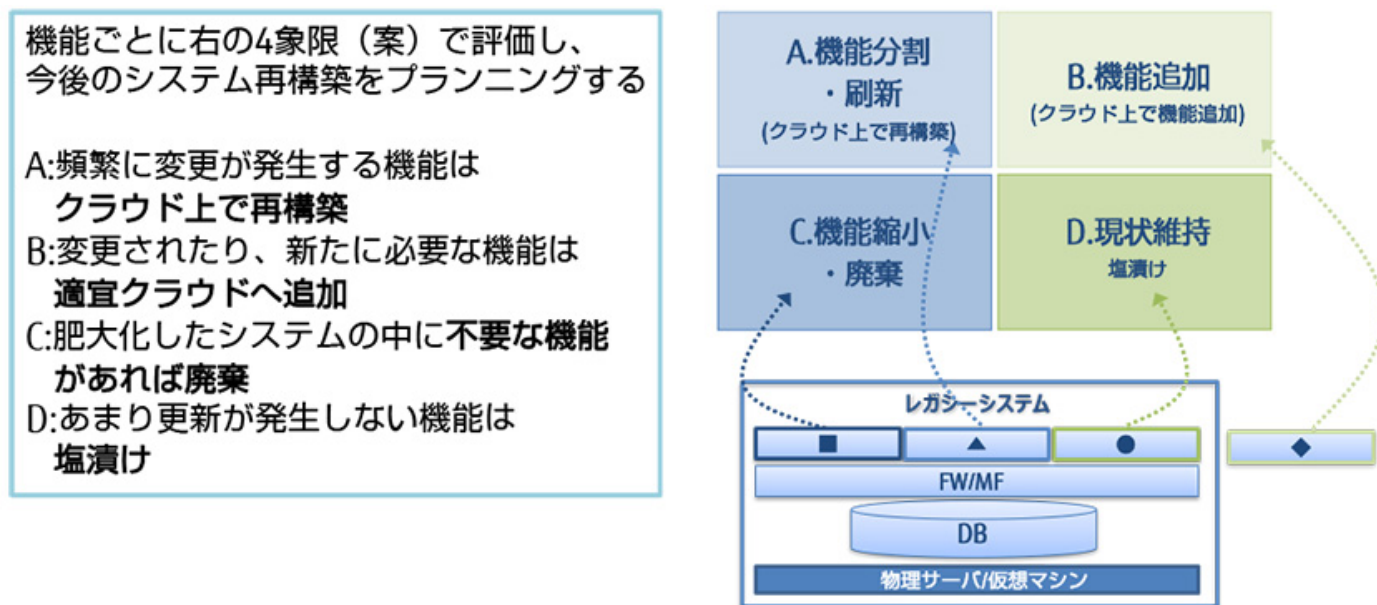 機能ごとに右の4象限（案）で評価し、
今後のシステム再構築をプランニングする
A:頻繁に変更が発生する機能は
クラウド上で再構築
B:変更されたり、新たに必要な機能は
適宜クラウドへ追加
C:肥大化したシステムの中に不要な機能
があれば廃棄
D:あまり更新が発生しない機能は
塩漬け
A.機能分割
・刷新
(クラウド上で再構築)
B.機能追加
(クラウド上で機能追加)
C.機能縮小
・廃棄
D.現状維持
塩漬け
レガシーシステム
■
▲
●
◆
FW/MF
DB
物理サーバ/仮想マシン